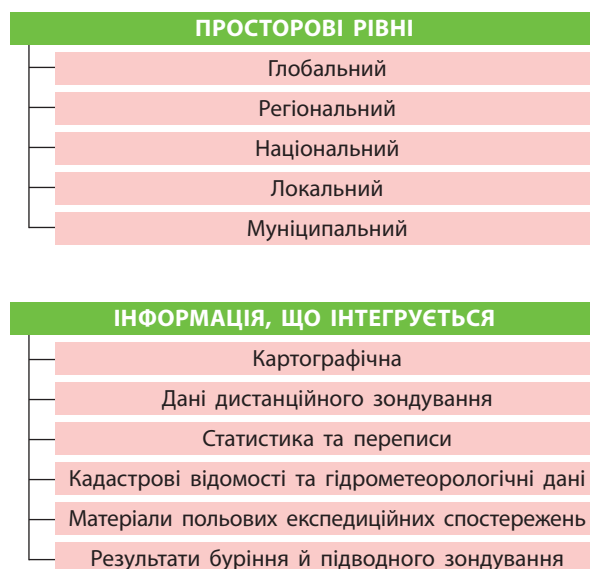 ПРОСТОРОВІ РІВНІ
Глобальний
Регіональний
Національний
Локальний
Муніципальний
ІНФОРМАЦІЯ, ЩО ІНТЕГРУЄТЬСЯ
Картографічна
Дані дистанційного зондування
Статистика та переписи
Кадастрові відомості та гідрометеорологічні дані
Матеріали польових експедиційних спостережень
Результати буріння й підводного зондування